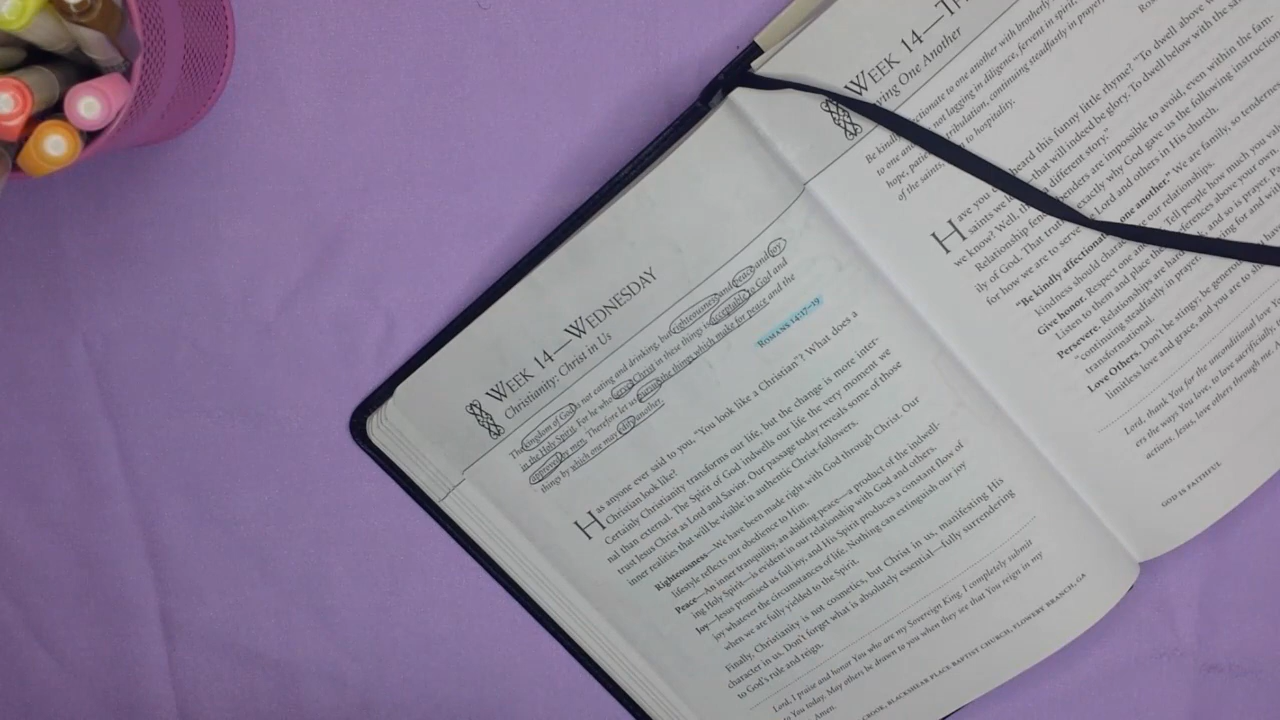 WEEK 14—WEDNESDAY
Christianity: Christ in Us
The kingdom of God is not eating and drinking, but righteousness and peace and joy
in the Holy Spirit. For he who serves Christ in these things is acceptable to God and
approved by men. Therefore let us pursue the things which make for peace and the
things by which one may edify another.
ROMANS 14:17–19
Has anyone ever said to you, "You look like a Christian"? What does a
Christian look like?
Certainly Christianity transforms our life, but the change is more inter-
nal than external. The Spirit of God indwells our life the very moment we
trust Jesus Christ as Lord and Savior. Our passage today reveals some of those
inner realities that will be visible in authentic Christ-followers.
Righteousness—We have been made right with God through Christ. Our
lifestyle reflects our obedience to Him.
Peace—An inner tranquility, an abiding peace—a product of the indwell-
ing Holy Spirit—is evident in our relationship with God and others.
Joy—Jesus promised us full joy, and His Spirit produces a constant flow of
joy whatever the circumstances of life. Nothing can extinguish our joy
when we are fully yielded to the Spirit.
Finally, Christianity is not cosmetics, but Christ in us, manifesting His
character in us. Don't forget what is absolutely essential—fully surrendering
to God's rule and reign.
Lord, I praise and honor You who are my Sovereign King. I completely submit
to You today. May others be drawn to you when they see that You reign in my
Amen.
CROOK, BLACKSHEAR PLACE BAPTIST CHURCH, FLOWERY BRANCH, GA
WEEK 14—
One Another
Be kindly affectionate to one another with brotherly
to one not lagging in diligence, fervent in spirit,
hope, patient tribulation, continuing steadfastly in prayer
of the saints, to hospitality.
Have you heard this funny little rhyme? "To dwell above
saints we that will indeed be glory. To dwell below with the
we know? Well, different story."
Relationship are impossible to avoid, even within the fam-
ily of God. That exactly why God gave us the following instruction
for how we are to serve Lord and others in His church.
"Be kindly affectionate one another." We are family, so
kindness should our relationships.
Give honor. Respect one Tell people how much you
Listen to them and place above your own
Persevere. Relationships are and so is prayer.
"continuing steadfastly in prayer for and
transformational.
Love Others. Don't be stingy; be
limitless love and grace, and you are
Lord, thank You for the unconditional love
ers the ways You love, to love
actions. Jesus, love others through me.
GOD IS FAITHFUL